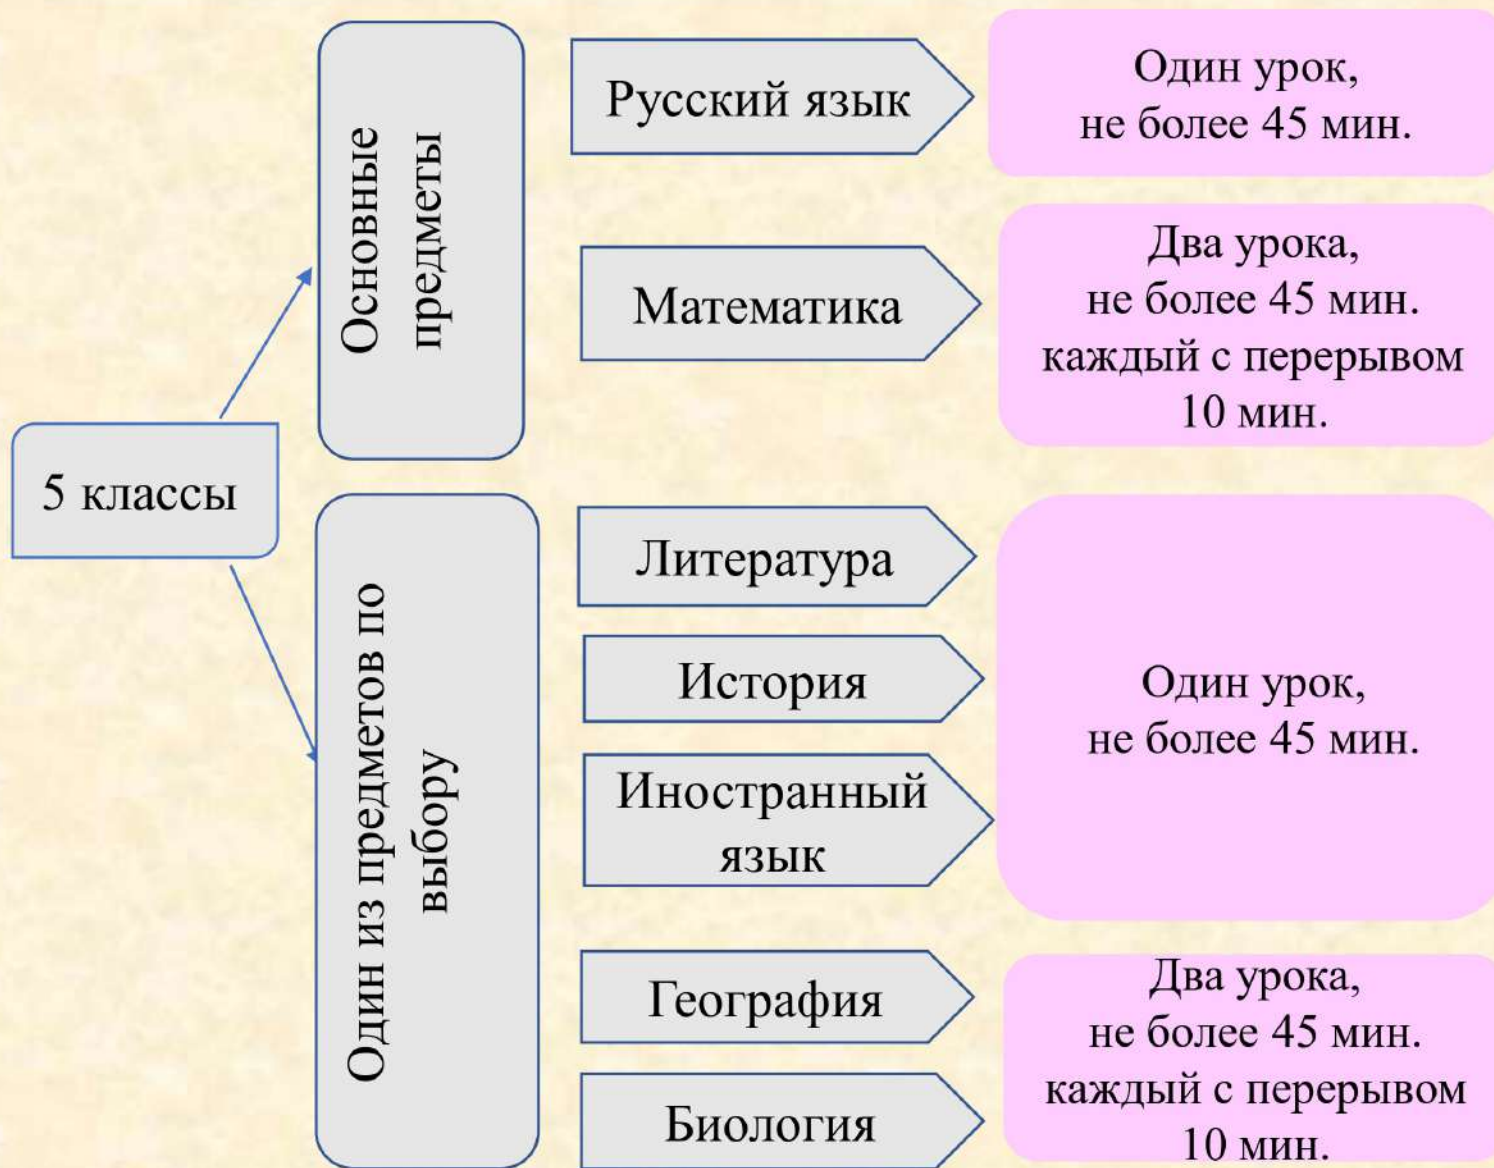 5 классы
Основные
предметы
Русский язык
Один урок,
не более 45 мин.
Математика
Два урока,
не более 45 мин.
каждый с перерывом
10 мин.
Один из предметов по
выбору
Литература
История
Иностранный
язык
Один урок,
не более 45 мин.
География
Биология
Два урока,
не более 45 мин.
каждый с перерывом
10 мин.